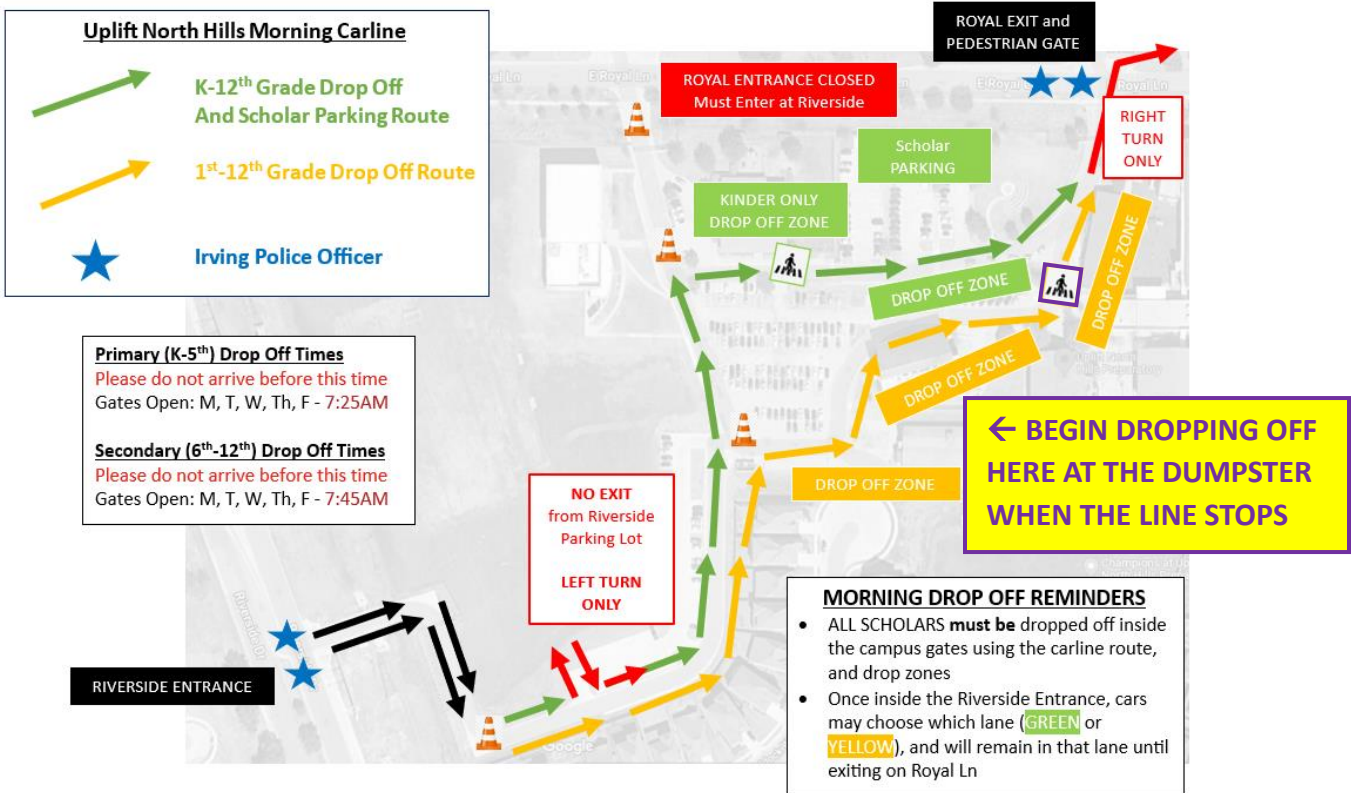 Uplift North Hills Morning Carline
K-12th Grade Drop Off
And Scholar Parking Route
1st-12th Grade Drop Off Route
Irving Police Officer
ROYAL EXIT and
PEDESTRIAN GATE
E Royal Ln
ROYAL ENTRANCE CLOSED
Must Enter at Riverside
RIGHT
TURN
ONLY
Scholar
PARKING
KINDER ONLY
DROP OFF ZONE
DROP OFF ZONE
DROP OFF ZONE
DROP OFF ZONE
DROP OFF ZONE
Primary (K-5th) Drop Off Times
Please do not arrive before this time
Gates Open: M, T, W, Th, F - 7:25AM
Secondary (6th-12th) Drop Off Times
Please do not arrive before this time
Gates Open: M, T, W, Th, F - 7:45AM
← BEGIN DROPPING OFF
HERE AT THE DUMPSTER
WHEN THE LINE STOPS
NO EXIT
from Riverside
Parking Lot
LEFT TURN
ONLY
Riverside Dr
RIVERSIDE ENTRANCE
Google
MORNING DROP OFF REMINDERS
• ALL SCHOLARS must be dropped off inside
the campus gates using the carline route,
and drop zones
• Once inside the Riverside Entrance, cars
may choose which lane (GREEN or
YELLOW), and will remain in that lane until
exiting on Royal Ln